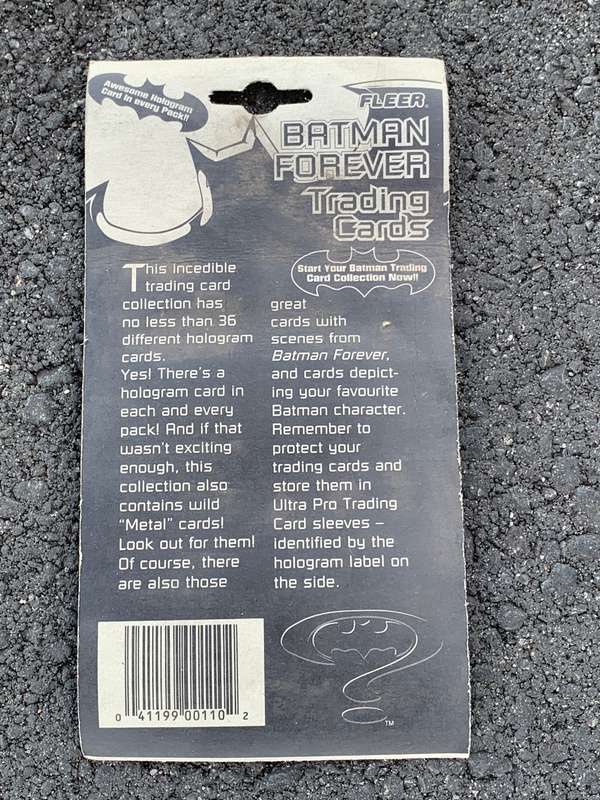 Awesome Hologram
Card in every Pack!!
FLEER®
BATMAN
FOREVER
Trading
Cards
Start Your Batman Trading
Card Collection Now!!
This incedible
trading card
collection has
no less than 36
different hologram
cards.
Yes! There's a
hologram card in
each and every
pack! And if that
wasn't exciting
enough, this
collection also
contains wild
"Metal" cards!
Look out for them!
Of course, there
are also those
great
cards with
scenes from
Batman Forever,
and cards depict-
ing your favourite
Batman character.
Remember to
protect your
trading cards and
store them in
Ultra Pro Trading
Card sleeves –
identified by the
hologram label on
the side.
0 41199 00110 2
TM